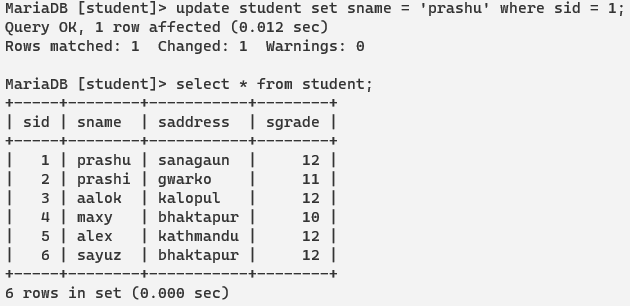 MariaDB [student]> update student set sname = 'prashu' where sid = 1;
Query OK, 1 row affected (0.012 sec)
Rows matched: 1  Changed: 1  Warnings: 0

MariaDB [student]> select * from student;
+-----+--------+-----------+--------+
| sid | sname  | saddress  | sgrade |
+-----+--------+-----------+--------+
|   1 | prashu | sanagaun  |     12 |
|   2 | prashi | gwarko    |     11 |
|   3 | aalok  | kalopul   |     12 |
|   4 | maxy   | bhaktapur |     10 |
|   5 | alex   | kathmandu |     12 |
|   6 | sayuz  | bhaktapur |     12 |
+-----+--------+-----------+--------+
6 rows in set (0.000 sec)